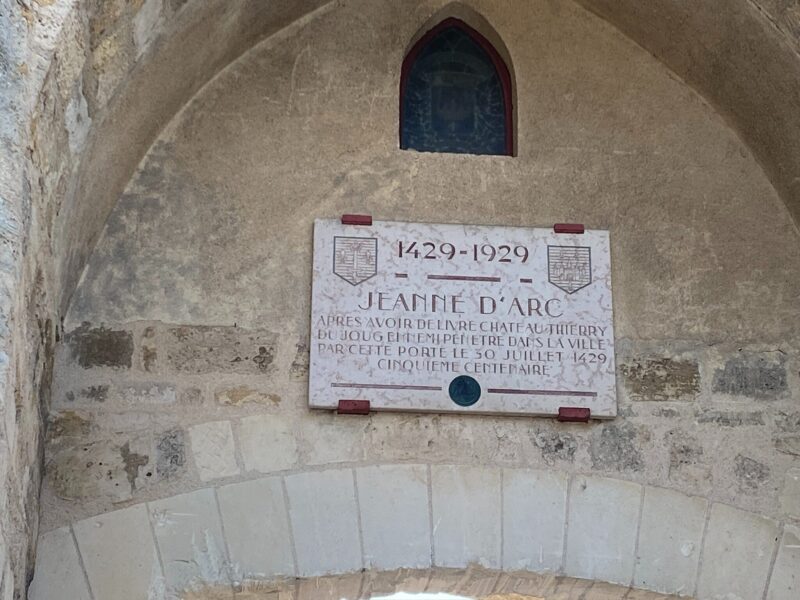 1429-1929
JEANNE D'ARC
APRES AVOIR DELIVRE CHATEAU-THIERRY
DU JOUG ENNEMI PENETRE DANS LA VILLE
PAR CETTE PORTE LE 30 JUILLET 1429
CINQUIEME CENTENAIRE